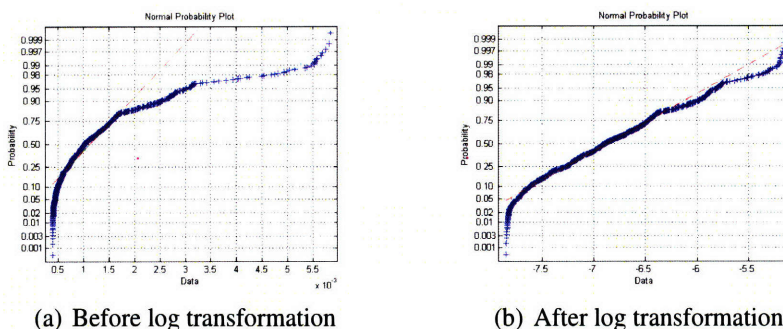 Normal Probability Plot
0.999
0.997
0.99
0.98
0.95
0.90
0.75
0.50
0.25
0.10
0.05
0.02
0.01
0.003
0.001
Probability
0.5 1 1.5 2 2.5 3 3.5 4 4.5 5 5.5
Data
x 10⁻³
(a) Before log transformation
Normal Probability Plot
0.999
0.997
0.99
0.98
0.95
0.90
0.75
0.50
0.25
0.10
0.05
0.02
0.01
0.003
0.001
Probability
-7.5 -7 -6.5 -6 -5.5
Data
(b) After log transformation